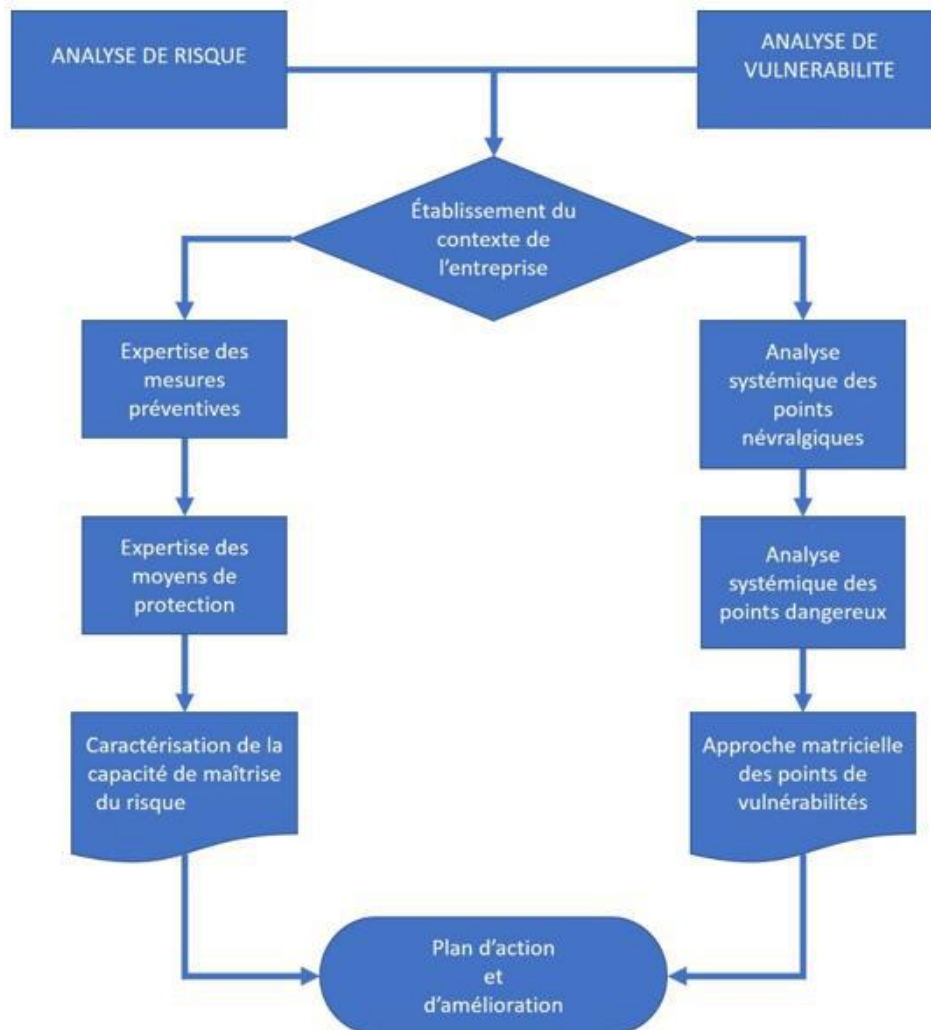 ANALYSE DE RISQUE
ANALYSE DE
VULNERABILITE
Établissement du
contexte de
l'entreprise
Expertise des
mesures
préventives
Expertise des
moyens de
protection
Caractérisation de la
capacité de maîtrise
du risque
Analyse
systémique des
points
névralgiques
Analyse
systémique des
points dangereux
Approche matricielle
des points de
vulnérabilités
Plan d'action
et
d'amélioration